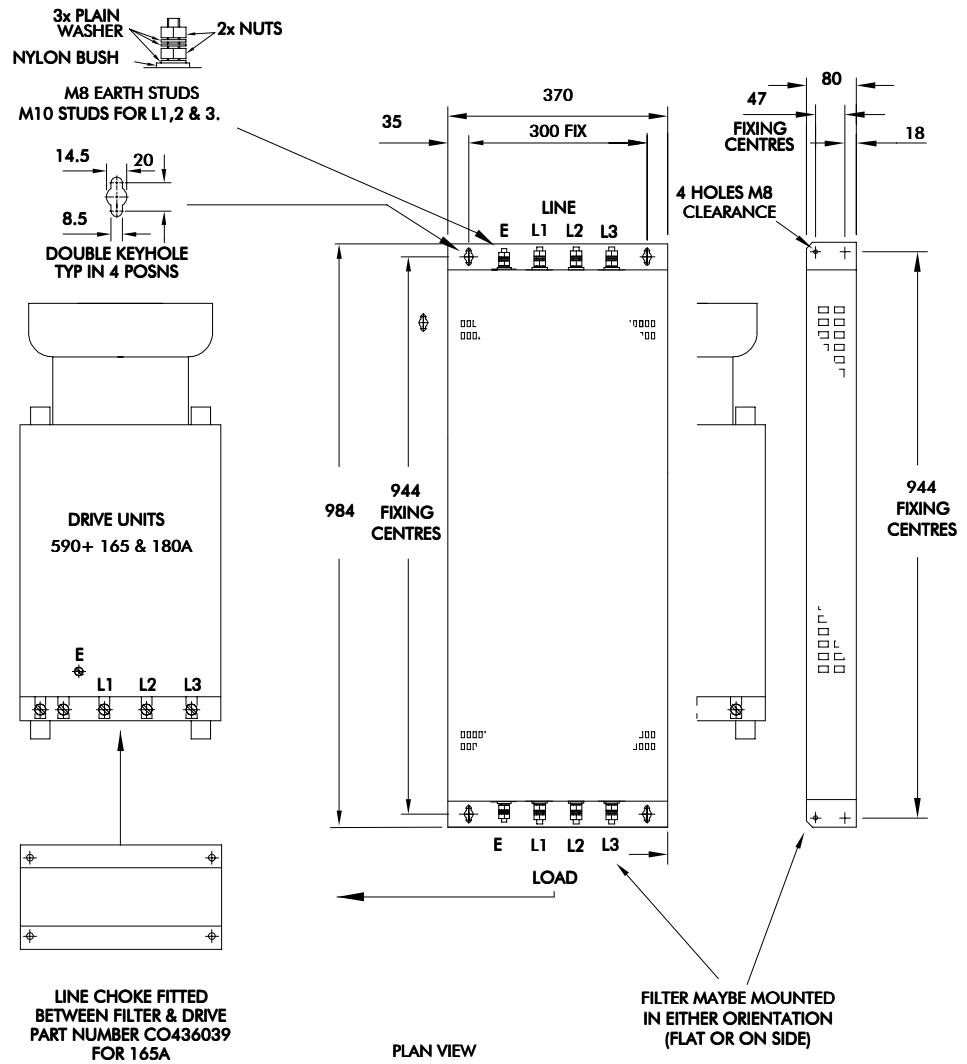 3x PLAIN
WASHER
2x NUTS
NYLON BUSH
M8 EARTH STUDS
M10 STUDS FOR L1,2 & 3.
14.5
20
8.5
DOUBLE KEYHOLE
TYP IN 4 POSNS
370
35
300 FIX
LINE
E L1 L2 L3
80
47
FIXING
CENTRES
18
4 HOLES M8
CLEARANCE
984
944
FIXING
CENTRES
944
FIXING
CENTRES
DRIVE UNITS
590+ 165 & 180A
E
L1 L2 L3
E L1 L2 L3
LOAD
LINE CHOKE FITTED
BETWEEN FILTER & DRIVE
PART NUMBER CO436039
FOR 165A
PLAN VIEW
FILTER MAYBE MOUNTED
IN EITHER ORIENTATION
(FLAT OR ON SIDE)